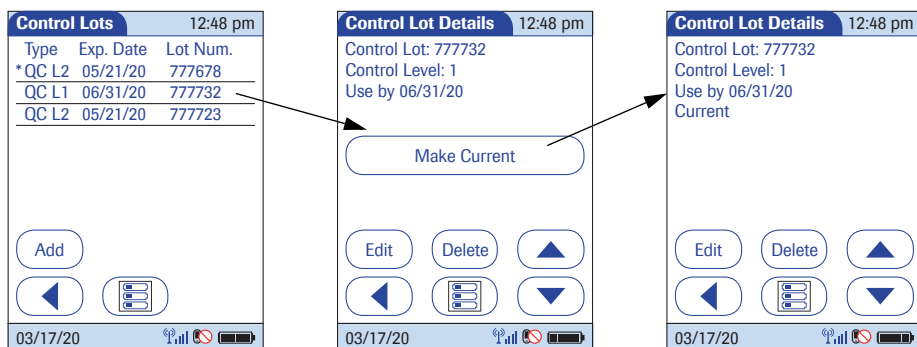 Control Lots 12:48 pm
Type Exp. Date Lot Num.
* QC L2 05/21/20 777678
QC L1 06/31/20 777732
QC L2 05/21/20 777723
Add
03/17/20
Control Lot Details 12:48 pm
Control Lot: 777732
Control Level: 1
Use by 06/31/20
Make Current
Edit Delete
03/17/20
Control Lot Details 12:48 pm
Control Lot: 777732
Control Level: 1
Use by 06/31/20
Current
Edit Delete
03/17/20